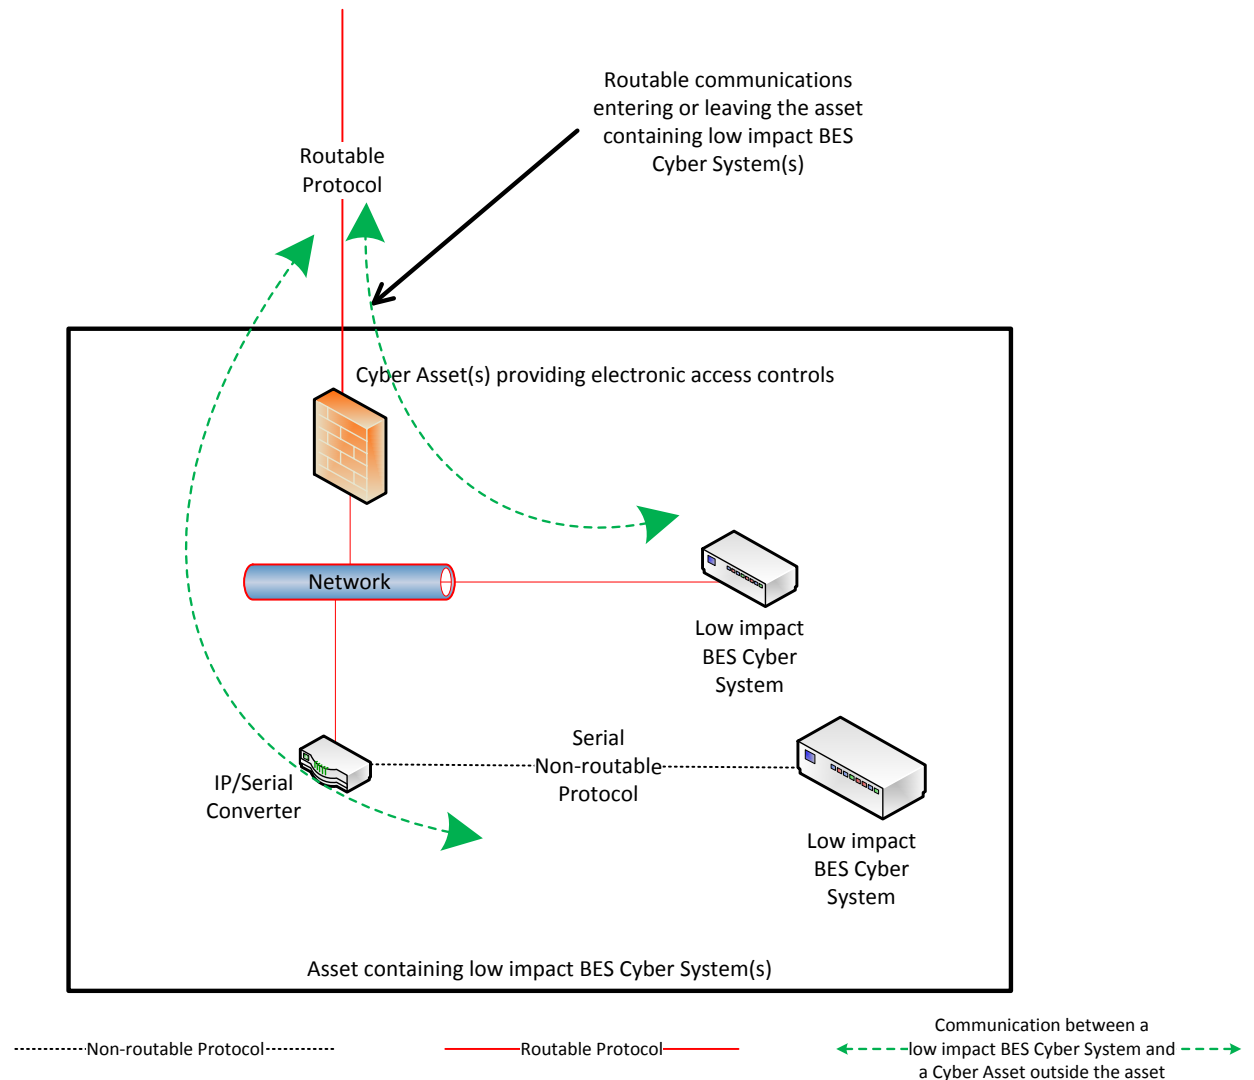 Routable communications
entering or leaving the asset
containing low impact BES
Cyber System(s)
Routable
Protocol
Cyber Asset(s) providing electronic access controls
Network
Low impact
BES Cyber
System
Serial
Non-routable
Protocol
IP/Serial
Converter
Low impact
BES Cyber
System
Asset containing low impact BES Cyber System(s)
Non-routable Protocol
Routable Protocol
Communication between a
low impact BES Cyber System and
a Cyber Asset outside the asset